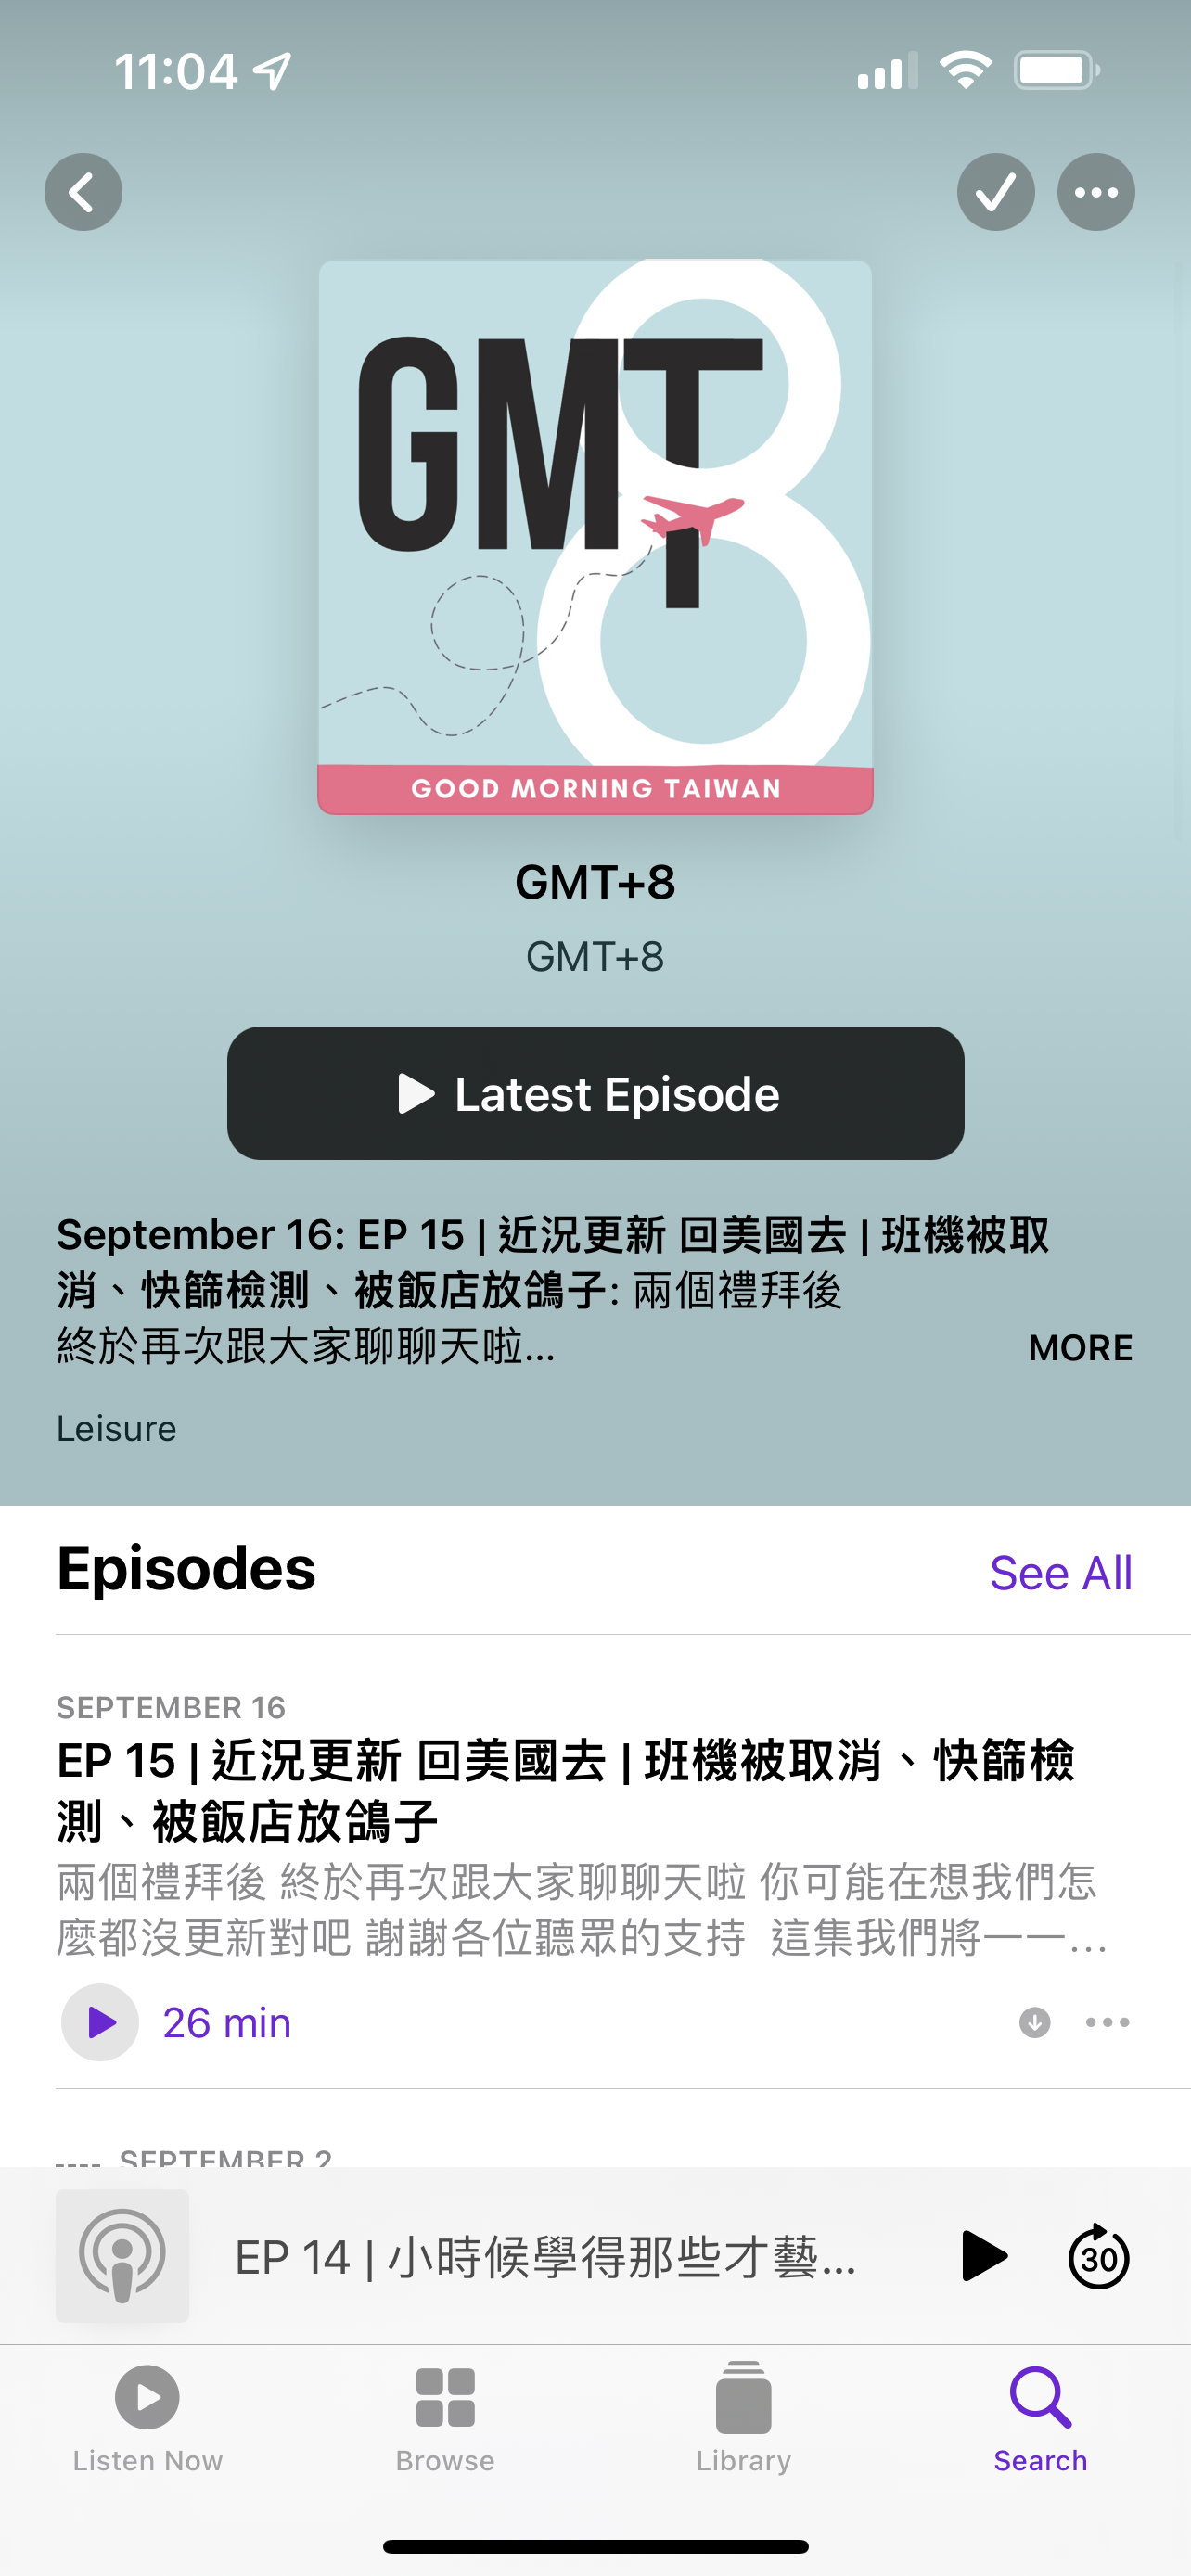 11:04
GMT
8
GOOD MORNING TAIWAN
GMT+8
GMT+8
Latest Episode
September 16: EP 15 | 近況更新 回美國去 | 班機被取
消、快篩檢測、被飯店放鴿子: 兩個禮拜後
終於再次跟大家聊聊天啦...
MORE
Leisure
Episodes
See All
SEPTEMBER 16
EP 15 | 近況更新 回美國去 | 班機被取消、快篩檢
測、被飯店放鴿子
兩個禮拜後 終於再次跟大家聊聊天啦 你可能在想我們怎
麼都沒更新對吧 謝謝各位聽眾的支持 這集我們將一一...
26 min
SEPTEMBER 2
EP 14 | 小時候學得那些才藝...
30
Listen Now
Browse
Library
Search